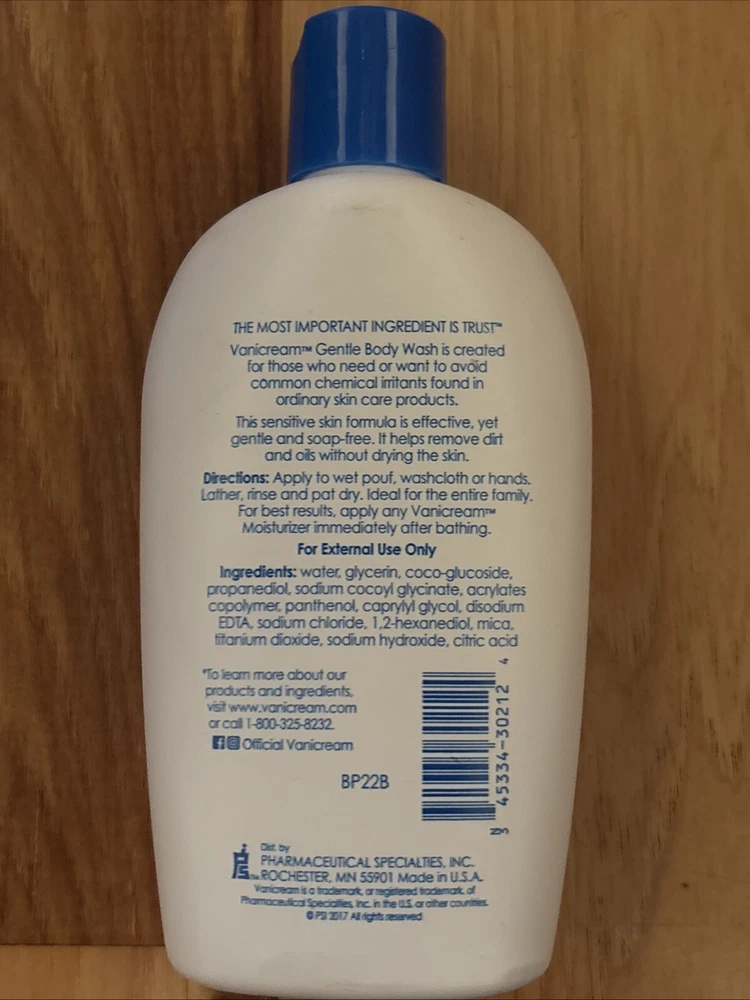 THE MOST IMPORTANT INGREDIENT IS TRUST™
Vanicream™ Gentle Body Wash is created
for those who need or want to avoid
common chemical irritants found in
ordinary skin care products.
This sensitive skin formula is effective, yet
gentle and soap-free. It helps remove dirt
and oils without drying the skin.
Directions: Apply to wet pouf, washcloth or hands.
Lather, rinse and pat dry. Ideal for the entire family.
For best results, apply any Vanicream™
Moisturizer immediately after bathing.
For External Use Only
Ingredients: water, glycerin, coco-glucoside,
propanediol, sodium cocoyl glycinate, acrylates
copolymer, panthenol, caprylyl glycol, disodium
EDTA, sodium chloride, 1,2-hexanediol, mica,
titanium dioxide, sodium hydroxide, citric acid
*To learn more about our
products and ingredients,
visit www.vanicream.com
or call 1-800-325-8232.
Official Vanicream
BP22B
45334-30212 4
Dist. by
PHARMACEUTICAL SPECIALTIES, INC.
ROCHESTER, MN 55901 Made in U.S.A.
Vanicream is a trademark, or registered trademark, of
Pharmaceutical Specialties, Inc. in the U.S. or other countries.
© PSI 2017 All rights reserved